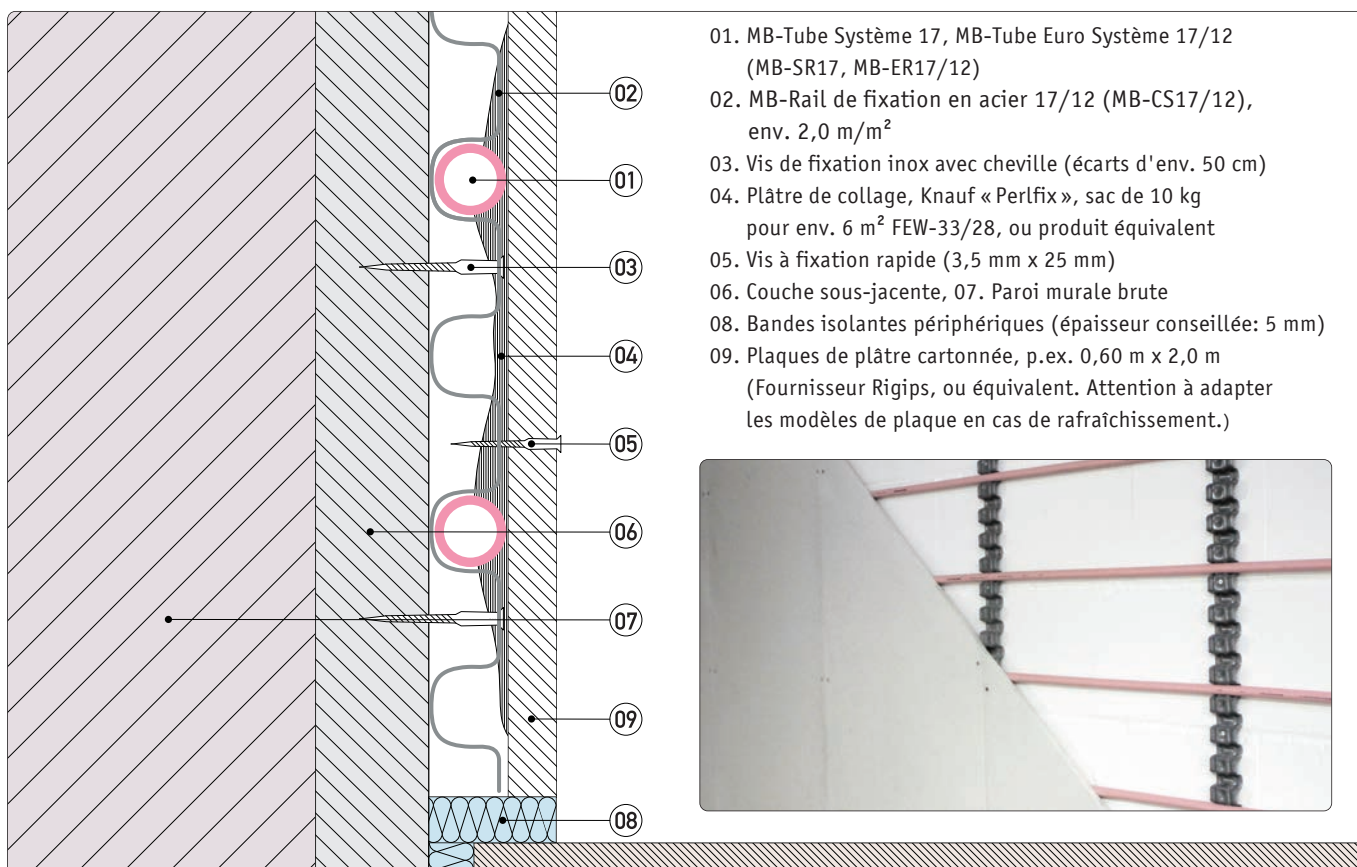 01. MB-Tube Système 17, MB-Tube Euro Système 17/12
(MB-SR17, MB-ER17/12)
02. MB-Rail de fixation en acier 17/12 (MB-CS17/12),
env. 2,0 m/m²
03. Vis de fixation inox avec cheville (écarts d'env. 50 cm)
04. Plâtre de collage, Knauf « Perlfix », sac de 10 kg
pour env. 6 m² FEW-33/28, ou produit équivalent
05. Vis à fixation rapide (3,5 mm x 25 mm)
06. Couche sous-jacente, 07. Paroi murale brute
08. Bandes isolantes périphériques (épaisseur conseillée: 5 mm)
09. Plaques de plâtre cartonnée, p.ex. 0,60 m x 2,0 m
(Fournisseur Rigips, ou équivalent. Attention à adapter
les modèles de plaque en cas de rafraîchissement.)
02
01
03
04
05
06
07
09
08